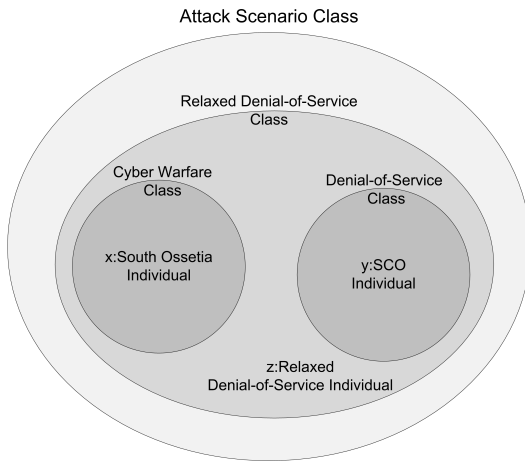 Attack Scenario Class
Relaxed Denial-of-Service
Class
Cyber Warfare
Class
Denial-of-Service
Class
x:South Ossetia
Individual
y:SCO
Individual
z:Relaxed
Denial-of-Service Individual